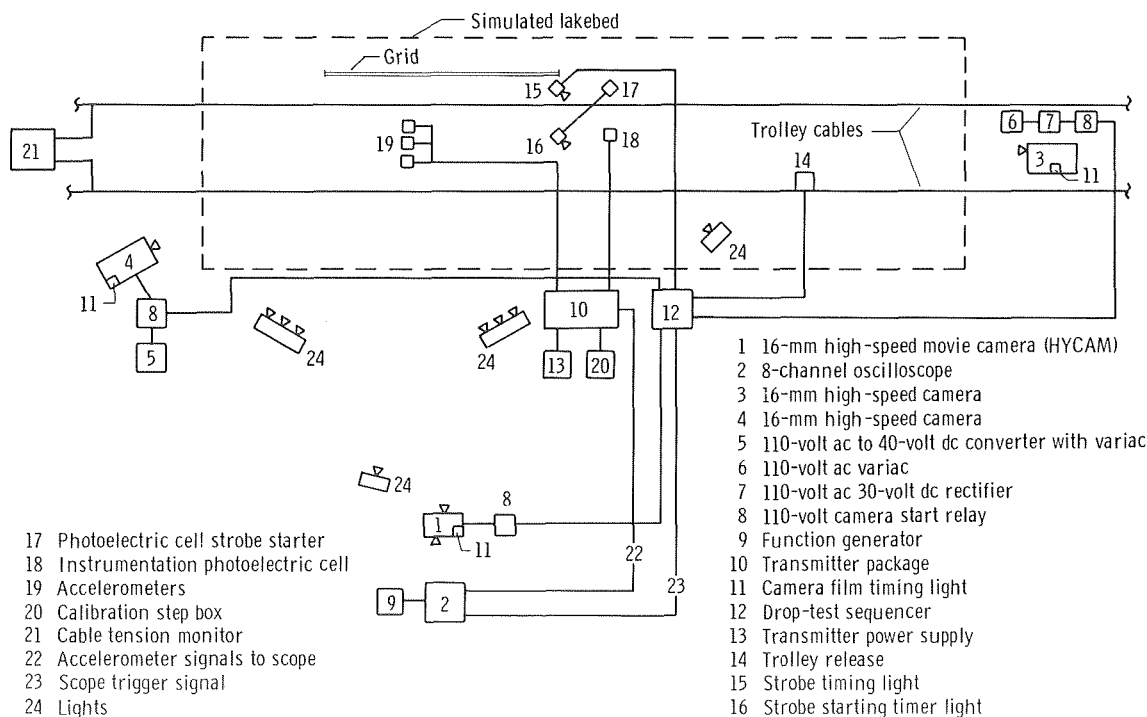 Simulated lakebed
Grid
15
17
16
18
19
21
Trolley cables
14
6
7
8
3
11
4
11
8
5
24
24
24
10
12
13
20
24
1
8
11
22
23
9
2
1 16-mm high-speed movie camera (HYCAM)
2 8-channel oscilloscope
3 16-mm high-speed camera
4 16-mm high-speed camera
5 110-volt ac to 40-volt dc converter with variac
6 110-volt ac variac
7 110-volt ac 30-volt dc rectifier
8 110-volt camera start relay
9 Function generator
10 Transmitter package
11 Camera film timing light
12 Drop-test sequencer
13 Transmitter power supply
14 Trolley release
15 Strobe timing light
16 Strobe starting timer light
17 Photoelectric cell strobe starter
18 Instrumentation photoelectric cell
19 Accelerometers
20 Calibration step box
21 Cable tension monitor
22 Accelerometer signals to scope
23 Scope trigger signal
24 Lights